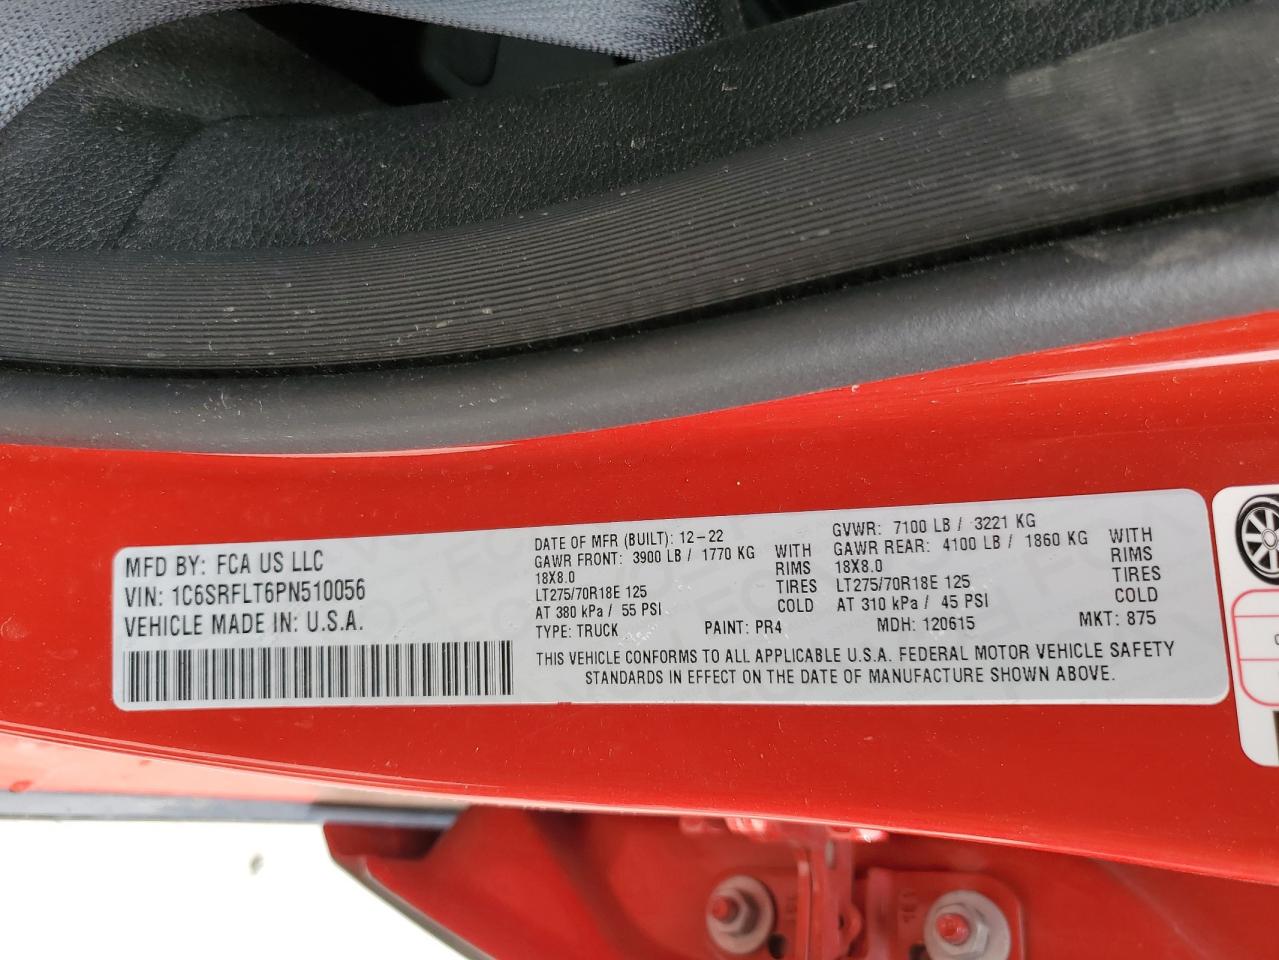 MFD BY: FCA US LLC
VIN: 1C6SRFLT6PN510056
VEHICLE MADE IN: U.S.A.
DATE OF MFR (BUILT): 12-22
GAWR FRONT: 3900 LB / 1770 KG WITH
18X8.0 RIMS
LT275/70R18E 125 TIRES
AT 380 kPa / 55 PSI COLD
GVWR: 7100 LB / 3221 KG
GAWR REAR: 4100 LB / 1860 KG WITH
18X8.0 RIMS
LT275/70R18E 125 TIRES
AT 310 kPa / 45 PSI COLD
TYPE: TRUCK PAINT: PR4 MDH: 120615 MKT: 875
THIS VEHICLE CONFORMS TO ALL APPLICABLE U.S.A. FEDERAL MOTOR VEHICLE SAFETY
STANDARDS IN EFFECT ON THE DATE OF MANUFACTURE SHOWN ABOVE.